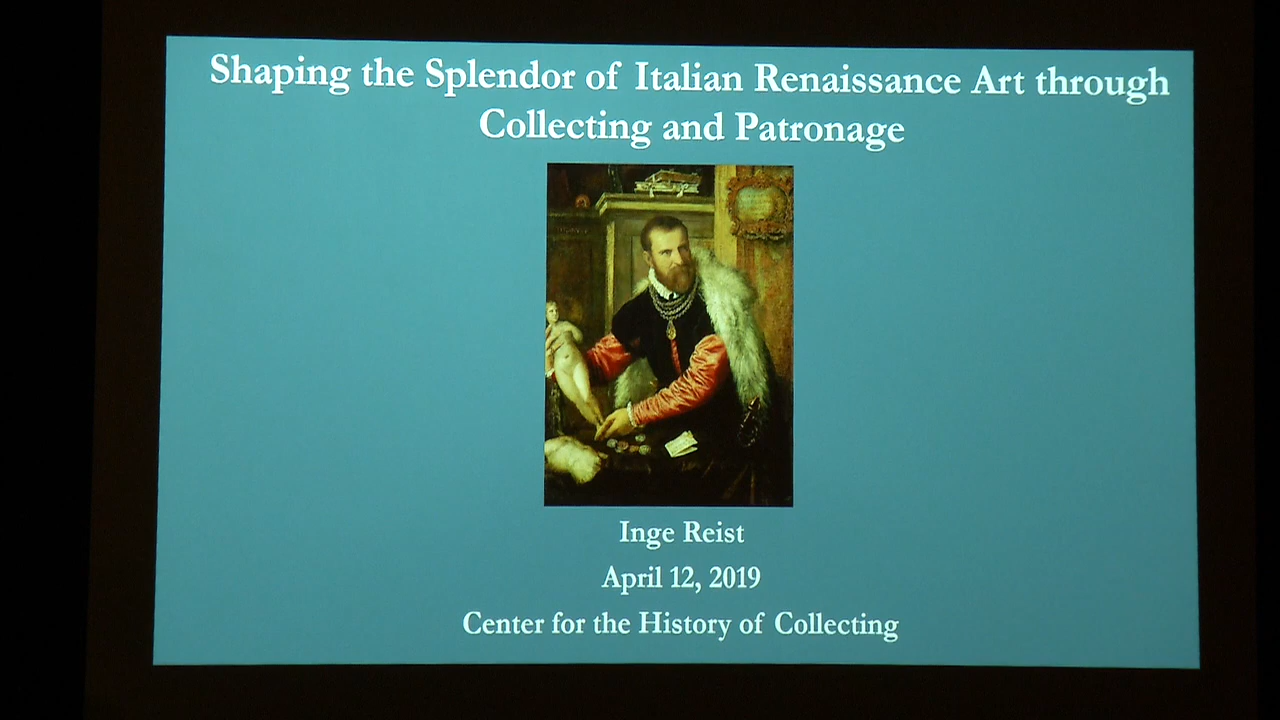 Shaping the Splendor of Italian Renaissance Art through
Collecting and Patronage
Inge Reist
April 12, 2019
Center for the History of Collecting